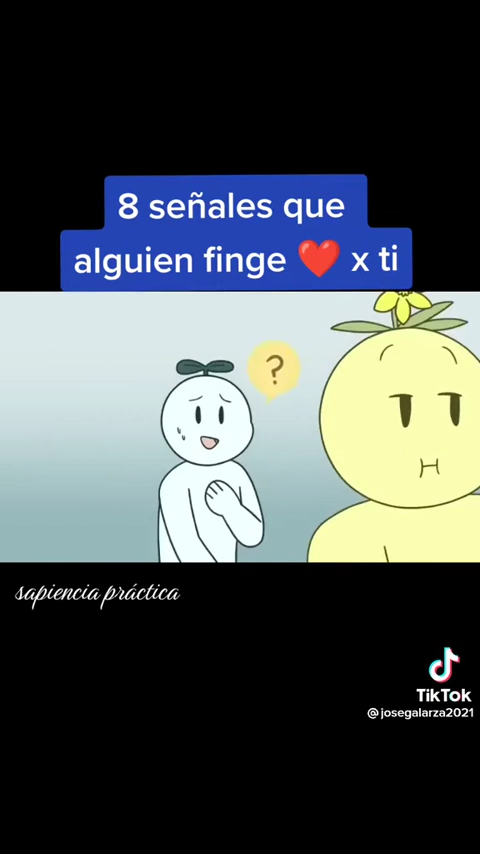 8 señales que
alguien finge ❤️ x ti
?
sapiencia práctica
TikTok
@josegalarza2021